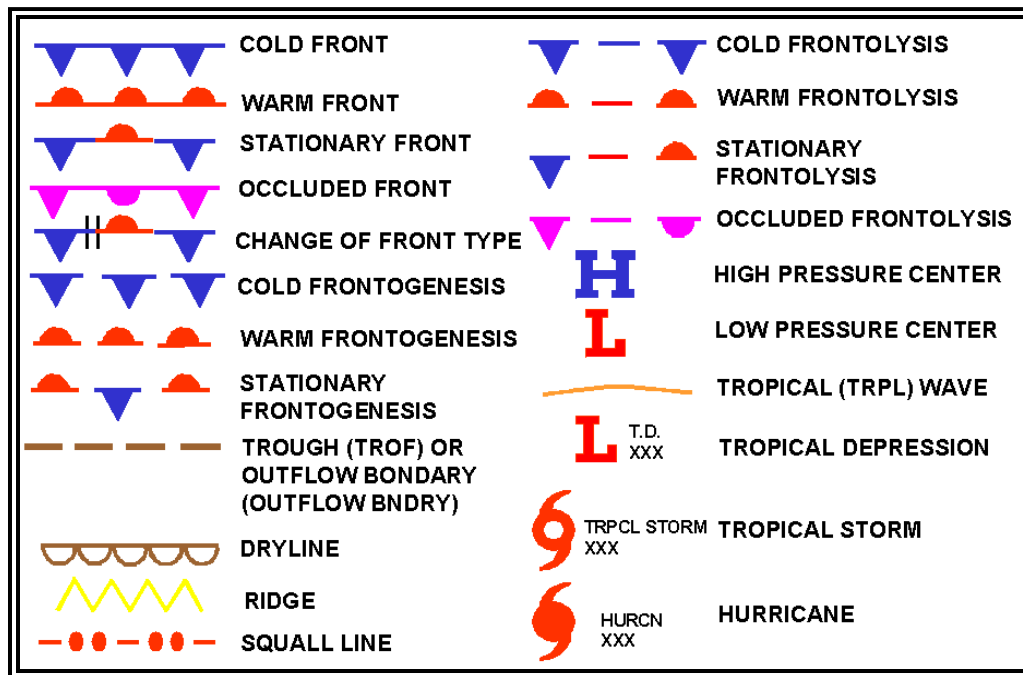 COLD FRONT
WARM FRONT
STATIONARY FRONT
OCCLUDED FRONT
CHANGE OF FRONT TYPE
COLD FRONTOGENESIS
WARM FRONTOGENESIS
STATIONARY
FRONTOGENESIS
TROUGH (TROF) OR
OUTFLOW BONDARY
(OUTFLOW BNDRY)
DRYLINE
RIDGE
SQUALL LINE
COLD FRONTOLYSIS
WARM FRONTOLYSIS
STATIONARY
FRONTOLYSIS
OCCLUDED FRONTOLYSIS
H HIGH PRESSURE CENTER
L LOW PRESSURE CENTER
TROPICAL (TRPL) WAVE
L T.D. TROPICAL DEPRESSION
XXX
TRPCL STORM TROPICAL STORM
XXX
HURCN HURRICANE
XXX